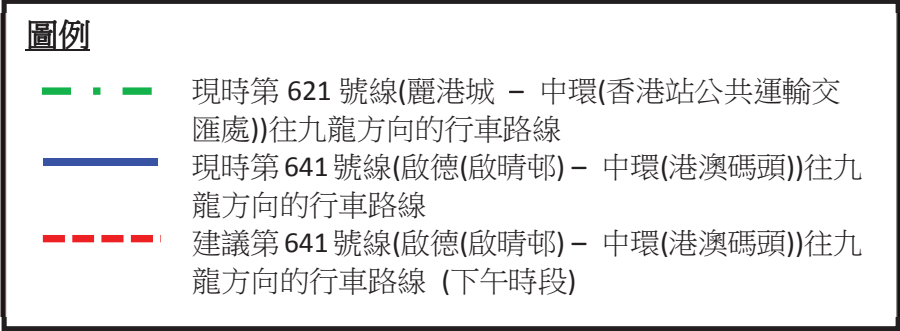 圖例
現時第 621 號線(麗港城 – 中環(香港站公共運輸交
匯處))往九龍方向的行車路線
現時第 641 號線(啟德(啟晴邨) – 中環(港澳碼頭))往九
龍方向的行車路線
建議第 641 號線(啟德(啟晴邨) – 中環(港澳碼頭))往九
龍方向的行車路線 (下午時段)